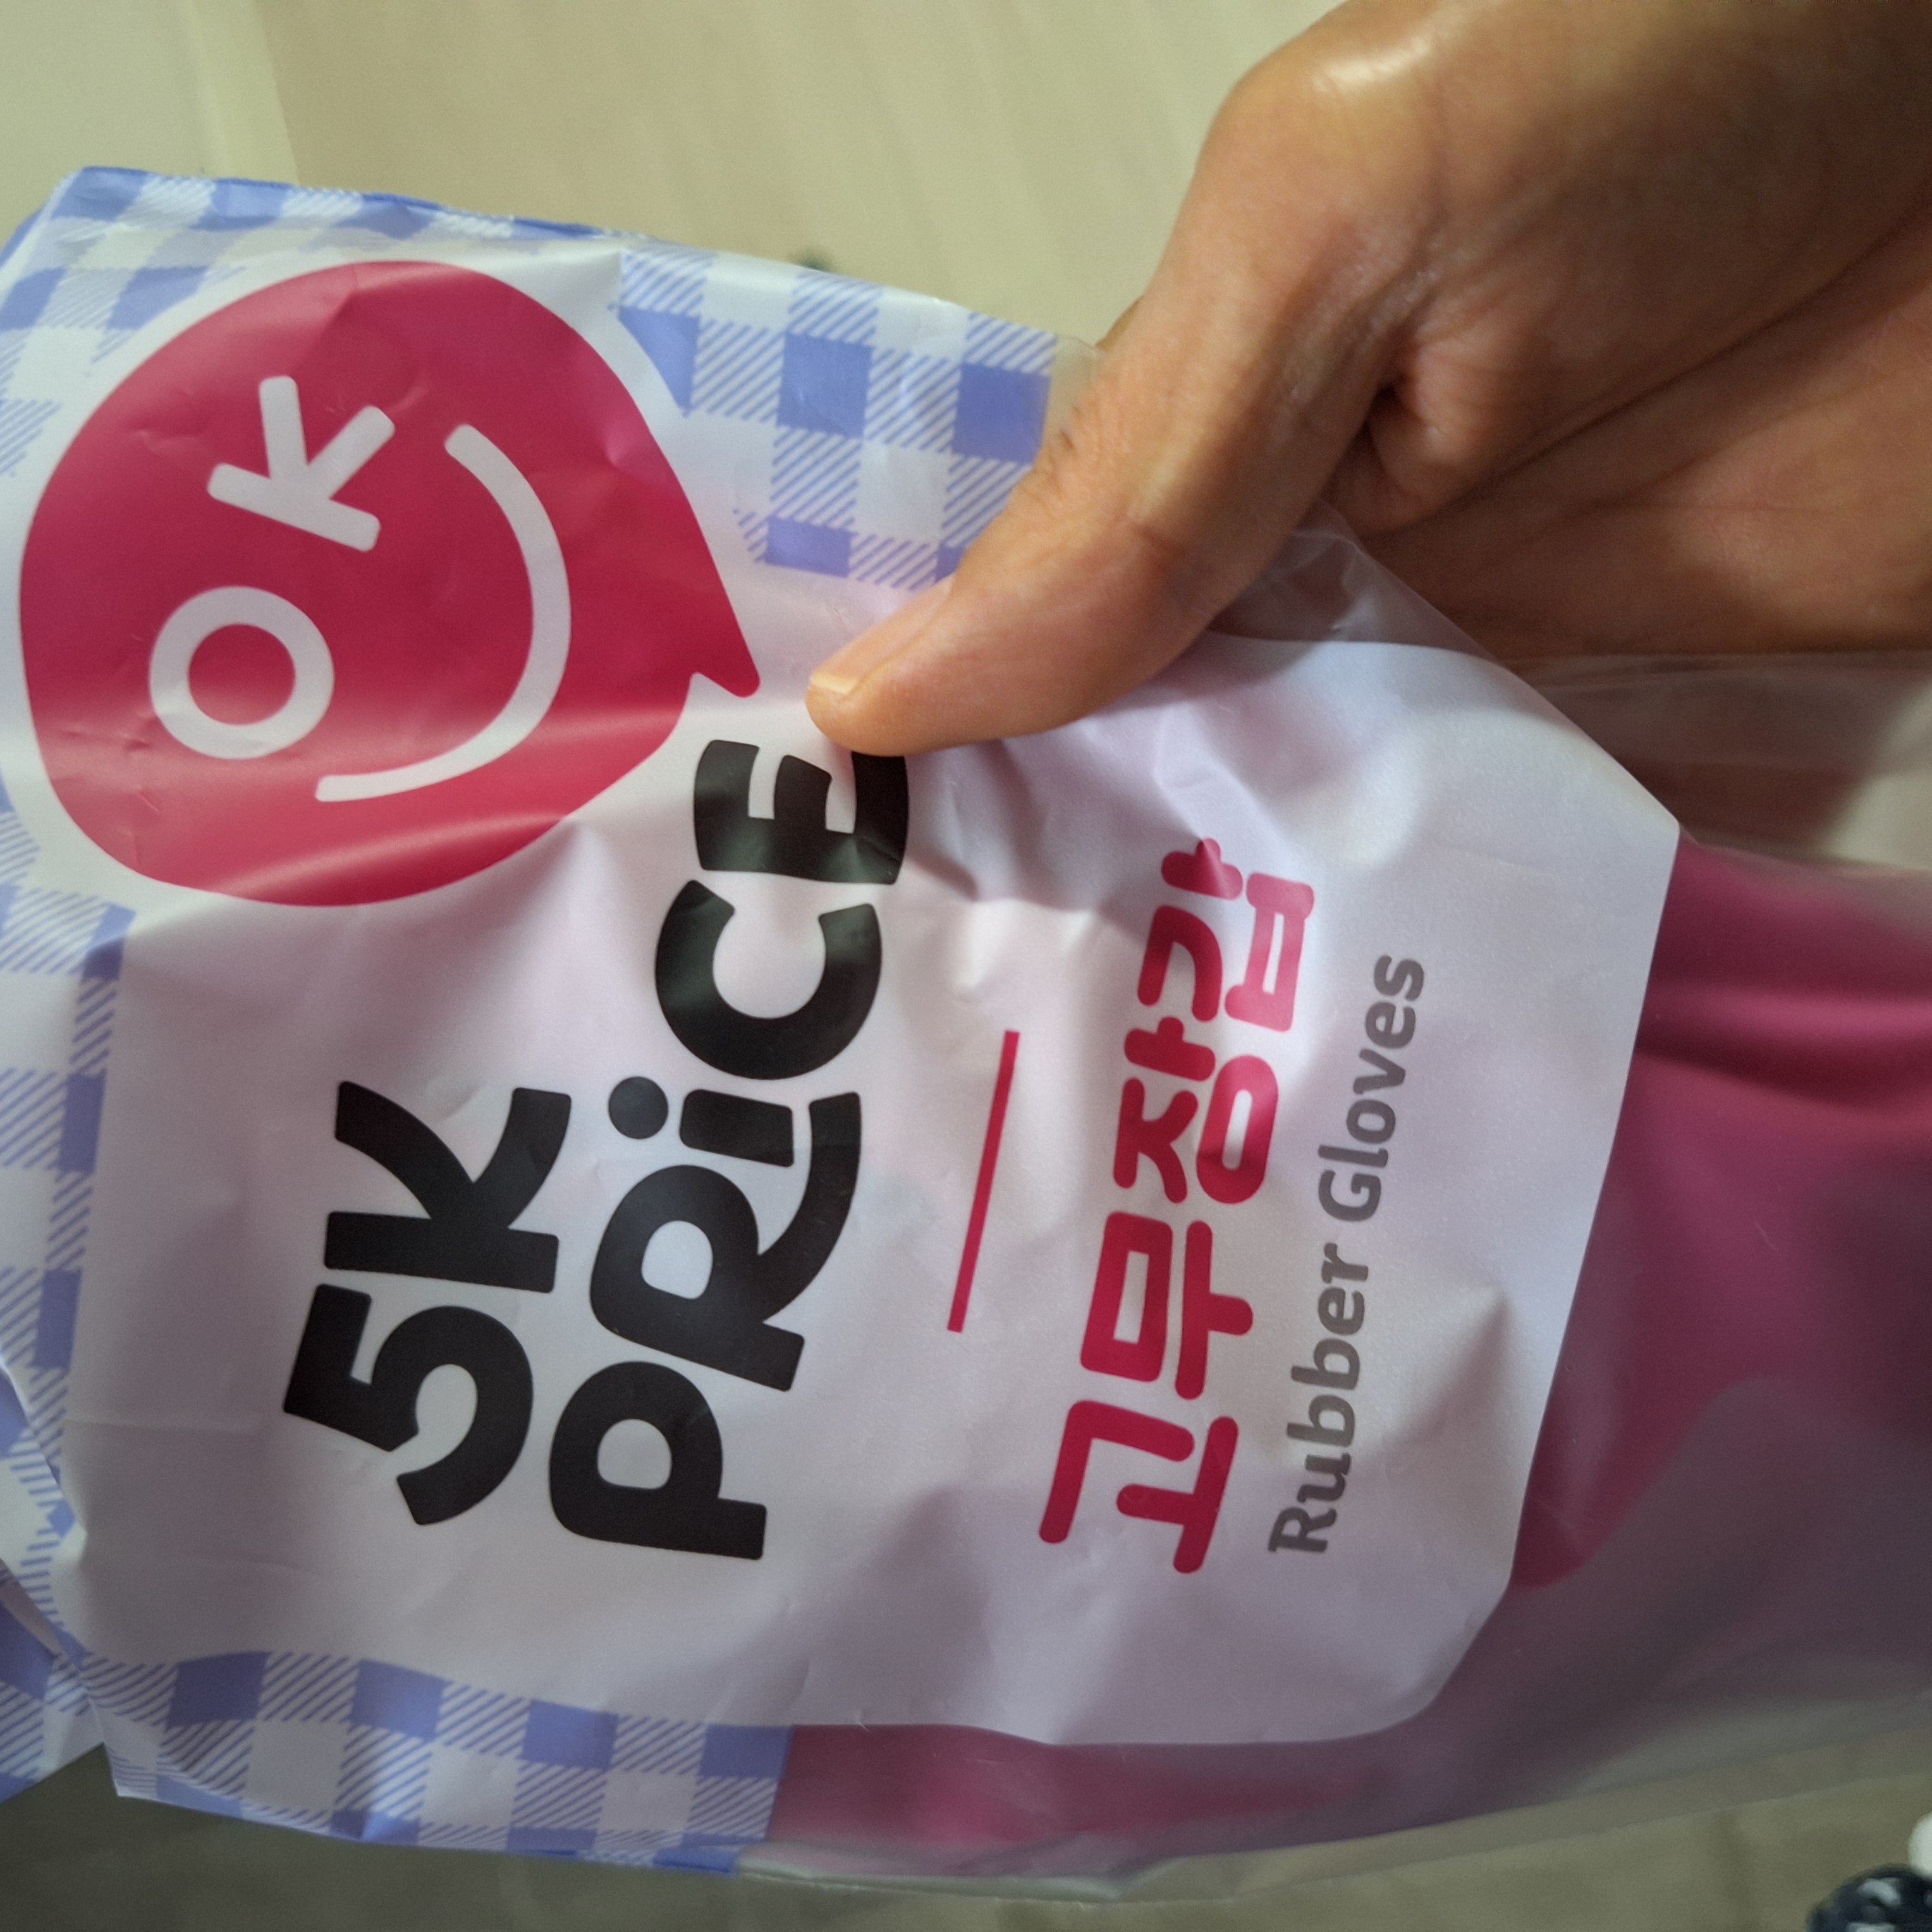 OK
5K
PRiCE
고무장갑
Rubber Gloves